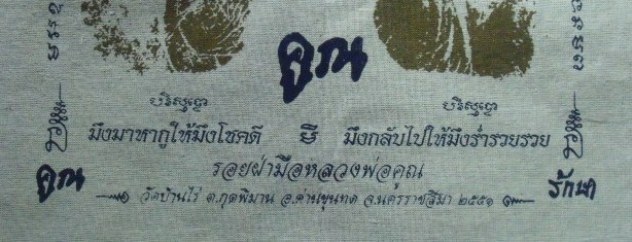 คูณ
บริสุทฺโธ บริสุทฺโธ
มึงมาหากูให้มึงโชคดี ธี มึงกลับไปให้มึงร่ำรวยรวย
รอยฝ่ามือหลวงพ่อคูณ
คูณ วัดบ้านไร่ ต.กุดพิมาน อ.ด่านขุนทด จ.นครราชสีมา ๒๕๕๑ รักษา